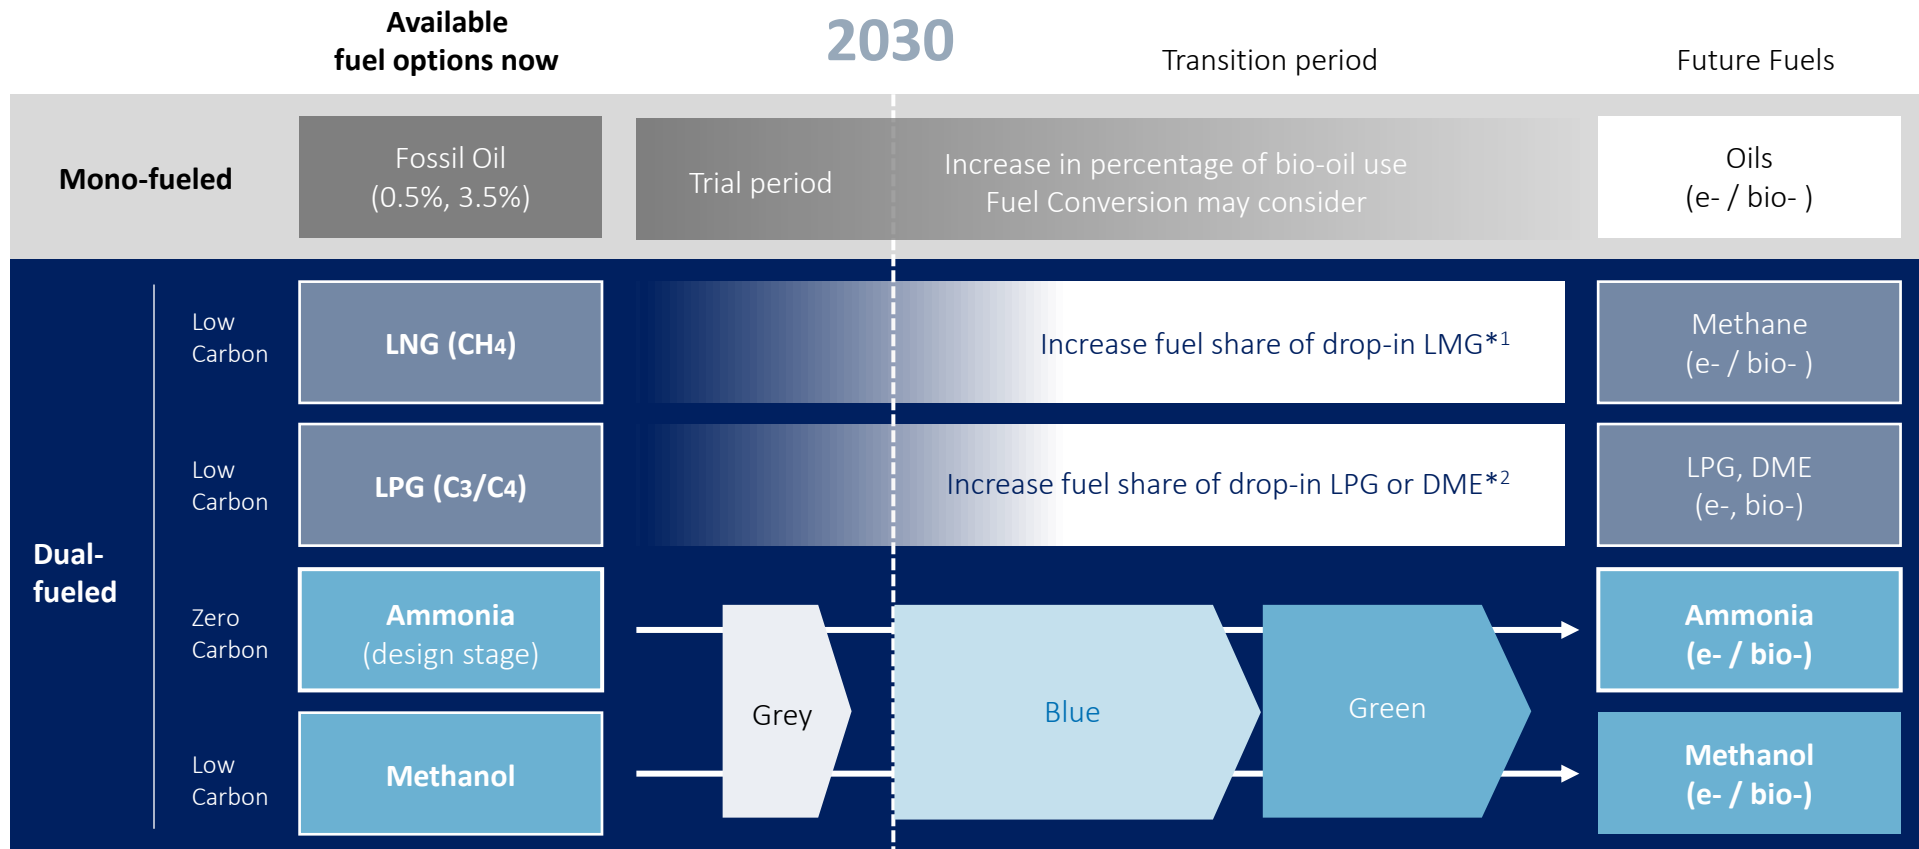 Available
fuel options now
2030
Transition period
Future Fuels
Mono-fueled
Fossil Oil
(0.5%, 3.5%)
Trial period
Increase in percentage of bio-oil use
Fuel Conversion may consider
Oils
(e- / bio- )
Dual-
fueled
Low
Carbon
LNG (CH4)
Increase fuel share of drop-in LMG*1
Methane
(e- / bio- )
Low
Carbon
LPG (C3/C4)
Increase fuel share of drop-in LPG or DME*2
LPG, DME
(e-, bio-)
Zero
Carbon
Ammonia
(design stage)
Ammonia
(e- / bio-)
Grey
Blue
Green
Low
Carbon
Methanol
Methanol
(e- / bio-)